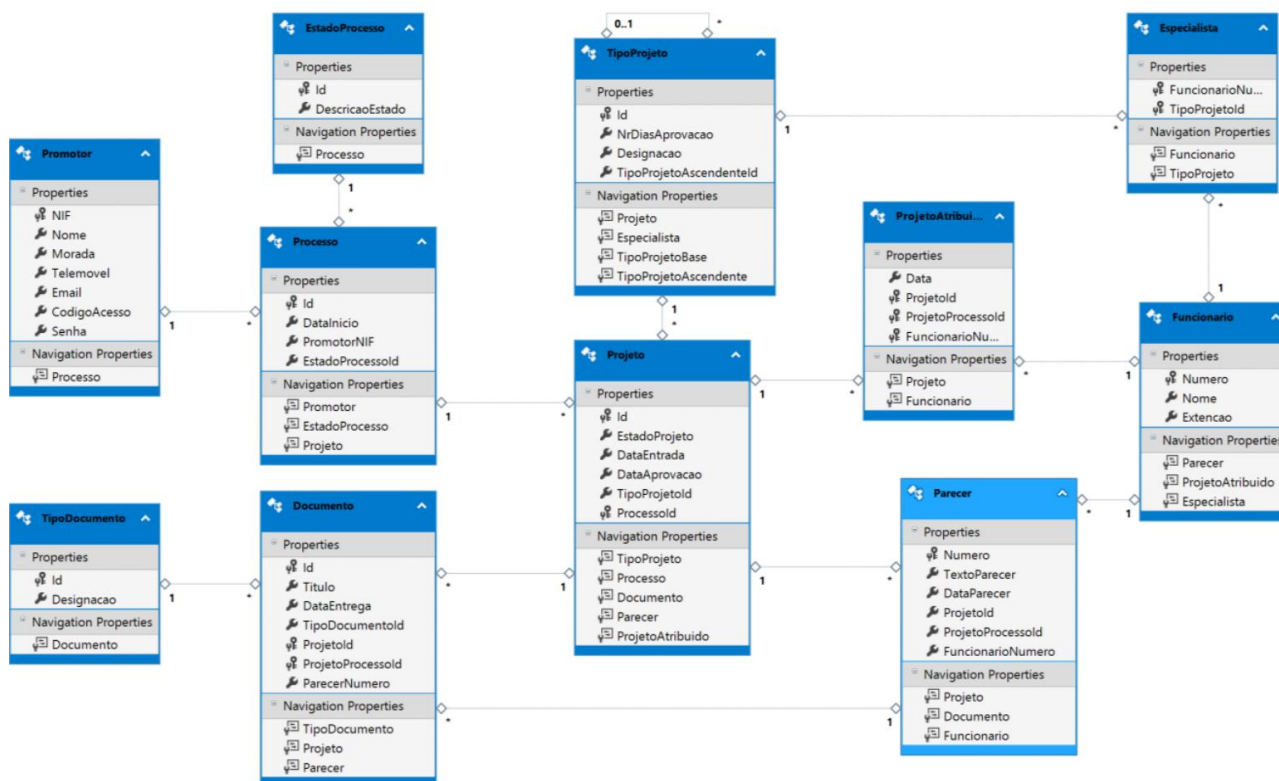 EstadoProcesso
Properties
Id
DescricaoEstado
Navigation Properties
Processo
1
*
0..1
*
TipoProjeto
Properties
Id
NrDiasAprovacao
Designacao
TipoProjetoAscendenteId
Navigation Properties
Projeto
Especialista
TipoProjetoBase
TipoProjetoAscendente
1
*
1
*
Especialista
Properties
FuncionarioNu...
TipoProjetoId
Navigation Properties
Funcionario
TipoProjeto
*
1
Promotor
Properties
NIF
Nome
Morada
Telemovel
Email
CodigoAcesso
Senha
Navigation Properties
Processo
1
*
Processo
Properties
Id
DataInicio
PromotorNIF
EstadoProcessoId
Navigation Properties
Promotor
EstadoProcesso
Projeto
1
*
ProjetoAtribui...
Properties
Data
ProjetoId
ProjetoProcessoId
FuncionarioNu...
Navigation Properties
Projeto
Funcionario
*
1
Funcionario
Properties
Numero
Nome
Extencao
Navigation Properties
Parecer
ProjetoAtribuido
Especialista
Projeto
Properties
Id
EstadoProjeto
DataEntrada
DataAprovacao
TipoProjetoId
ProcessoId
Navigation Properties
TipoProjeto
Processo
Documento
Parecer
ProjetoAtribuido
1
*
1
*
TipoDocumento
Properties
Id
Designacao
Navigation Properties
Documento
1
*
Documento
Properties
Id
Titulo
DataEntrega
TipoDocumentoId
ProjetoId
ProjetoProcessoId
ParecerNumero
Navigation Properties
TipoDocumento
Projeto
Parecer
*
1
*
1
Parecer
Properties
Numero
TextoParecer
DataParecer
ProjetoId
ProjetoProcessoId
FuncionarioNumero
Navigation Properties
Projeto
Documento
Funcionario
*
1